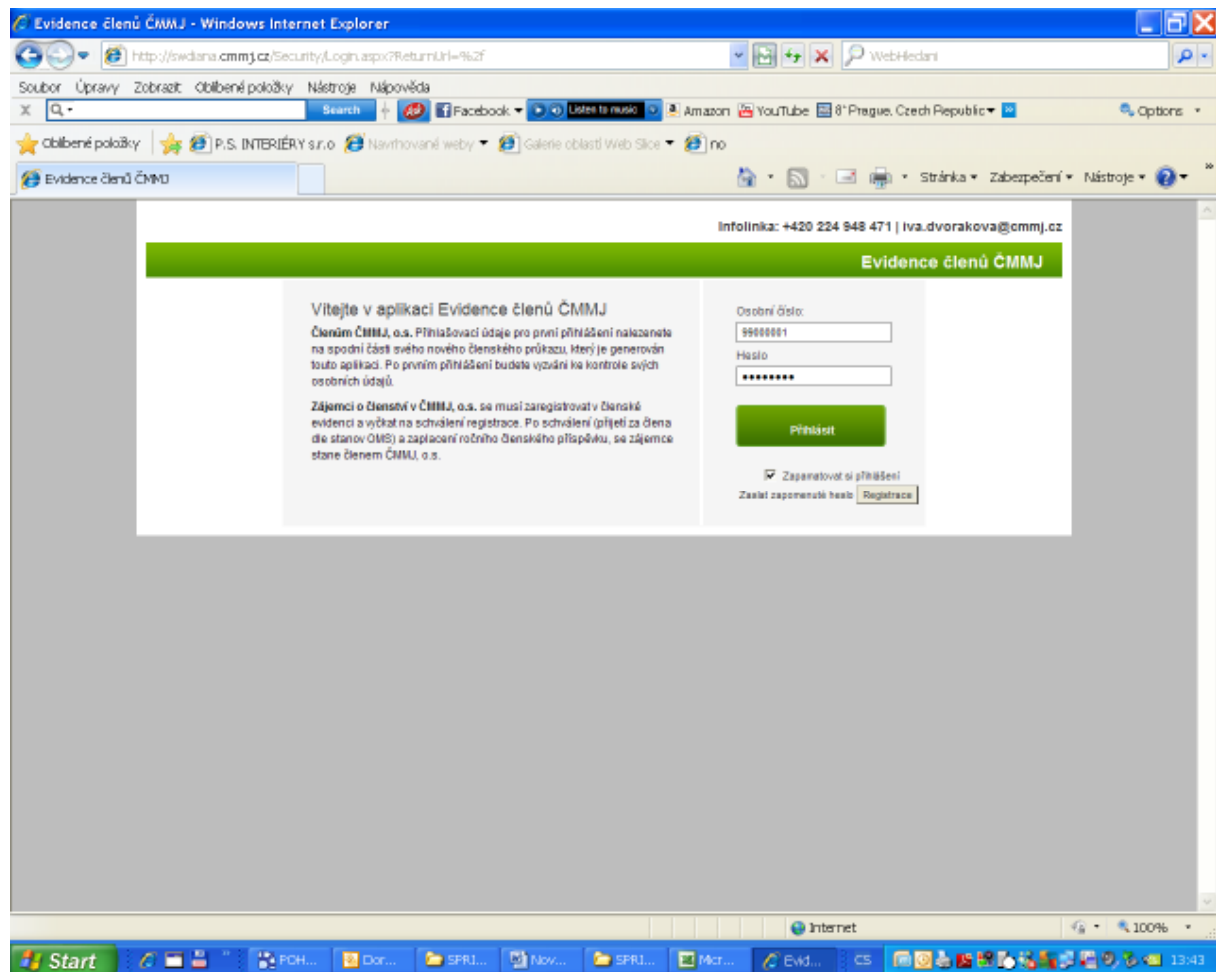 Evidence členů ČMMJ - Windows Internet Explorer
http://swdiana.cmmj.cz/Security/Login.aspx?ReturnUrl=%2f
WebHledani
Soubor Úpravy Zobrazit Oblíbené položky Nástroje Nápověda
X Search Facebook Listen to music Amazon YouTube 8° Prague, Czech Republic Options
Oblíbené položky P.S. INTERIÉRY s.r.o Navrhované weby Galerie oblastí Web Slice no
Evidence členů ČMMJ Stránka Zabezpečení Nástroje
Infolinka: +420 224 948 471 | iva.dvorakova@cmmj.cz
Evidence členů ČMMJ
Vítejte v aplikaci Evidence členů ČMMJ
Členům ČMMJ, o.s. Přihlašovací údaje pro první přihlášení naleznete
na spodní části svého nového členského průkazu, který je generován
touto aplikací. Po prvním přihlášení budete vyzváni ke kontrole svých
osobních údajů.
Zájemci o členství v ČMMJ, o.s. se musí zaregistrovat v členské
evidenci a vyčkat na schválení registrace. Po schválení (přijetí za člena
dle stanov OMS) a zaplacení ročního členského příspěvku, se zájemce
stane členem ČMMJ, o.s.
Osobní číslo:
99000001
Heslo
••••••••
Přihlásit
Zapamatovat si přihlášení
Zaslat zapomenuté heslo Registrace
Internet 100%
Start POH... Dor... SPRI... Nov... SPRI... Micr... Evid... CS 13:43